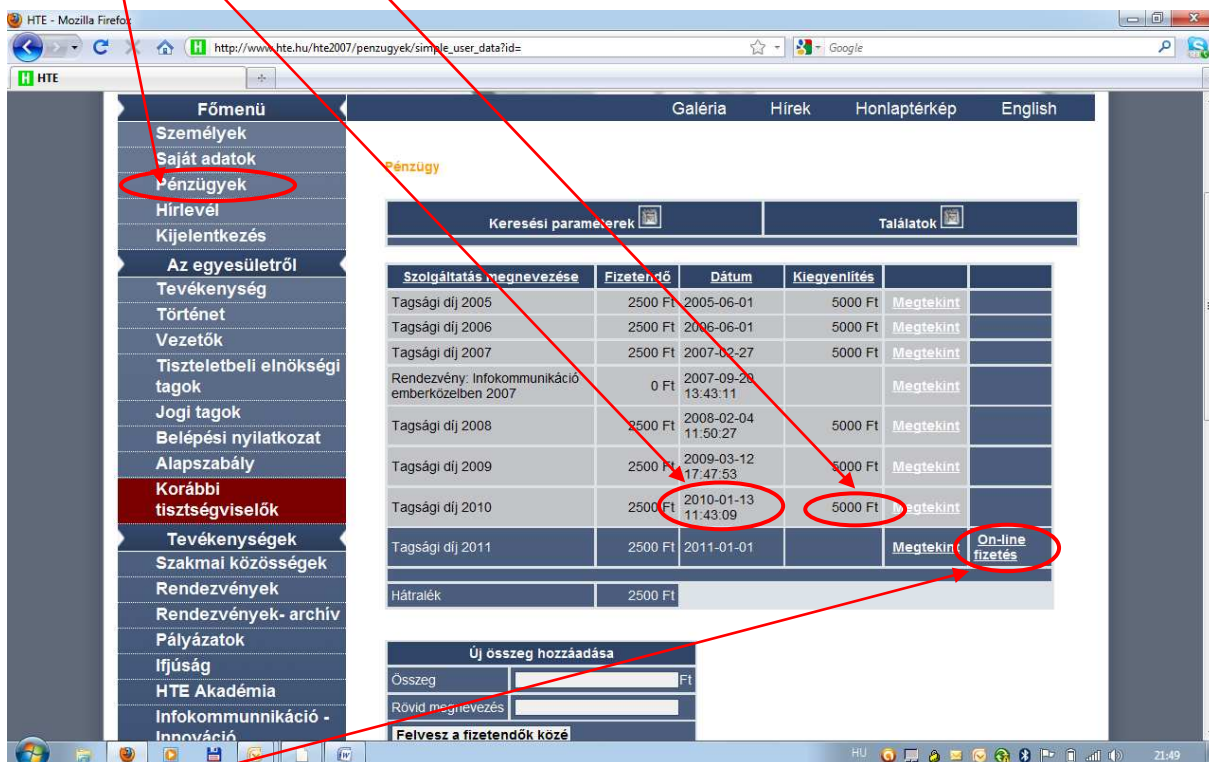 HTE - Mozilla Firefox
http://www.hte.hu/hte2007/penzugyek/simple_user_data?id=
Google
HTE
Főmenü
Személyek
Saját adatok
Pénzügyek
Hírlevél
Kijelentkezés
Az egyesületről
Tevékenység
Történet
Vezetők
Tiszteletbeli elnökségi
tagok
Jogi tagok
Belépési nyilatkozat
Alapszabály
Korábbi
tisztségviselők
Tevékenységek
Szakmai közösségek
Rendezvények
Rendezvények- archív
Pályázatok
Ifjúság
HTE Akadémia
Infokommunnikáció -
Innováció
Galéria Hírek Honlaptérkép English
Pénzügy
Keresési paraméterek Találatok
Szolgáltatás megnevezése Fizetendő Dátum Kiegyenlítés
Tagsági díj 2005 2500 Ft 2005-06-01 5000 Ft Megtekint
Tagsági díj 2006 2500 Ft 2006-06-01 5000 Ft Megtekint
Tagsági díj 2007 2500 Ft 2007-02-27 5000 Ft Megtekint
Rendezvény: Infokommunikáció
emberközelben 2007 0 Ft 2007-09-20
13:43:11 Megtekint
Tagsági díj 2008 2500 Ft 2008-02-04
11:50:27 5000 Ft Megtekint
Tagsági díj 2009 2500 Ft 2009-03-12
17:47:53 5000 Ft Megtekint
Tagsági díj 2010 2500 Ft 2010-01-13
11:43:09 5000 Ft Megtekint
Tagsági díj 2011 2500 Ft 2011-01-01 Megtekint On-line
fizetés
Hátralék 2500 Ft
Új összeg hozzáadása
Összeg Ft
Rövid megnevezés
Felvesz a fizetendők közé
HU 21:49